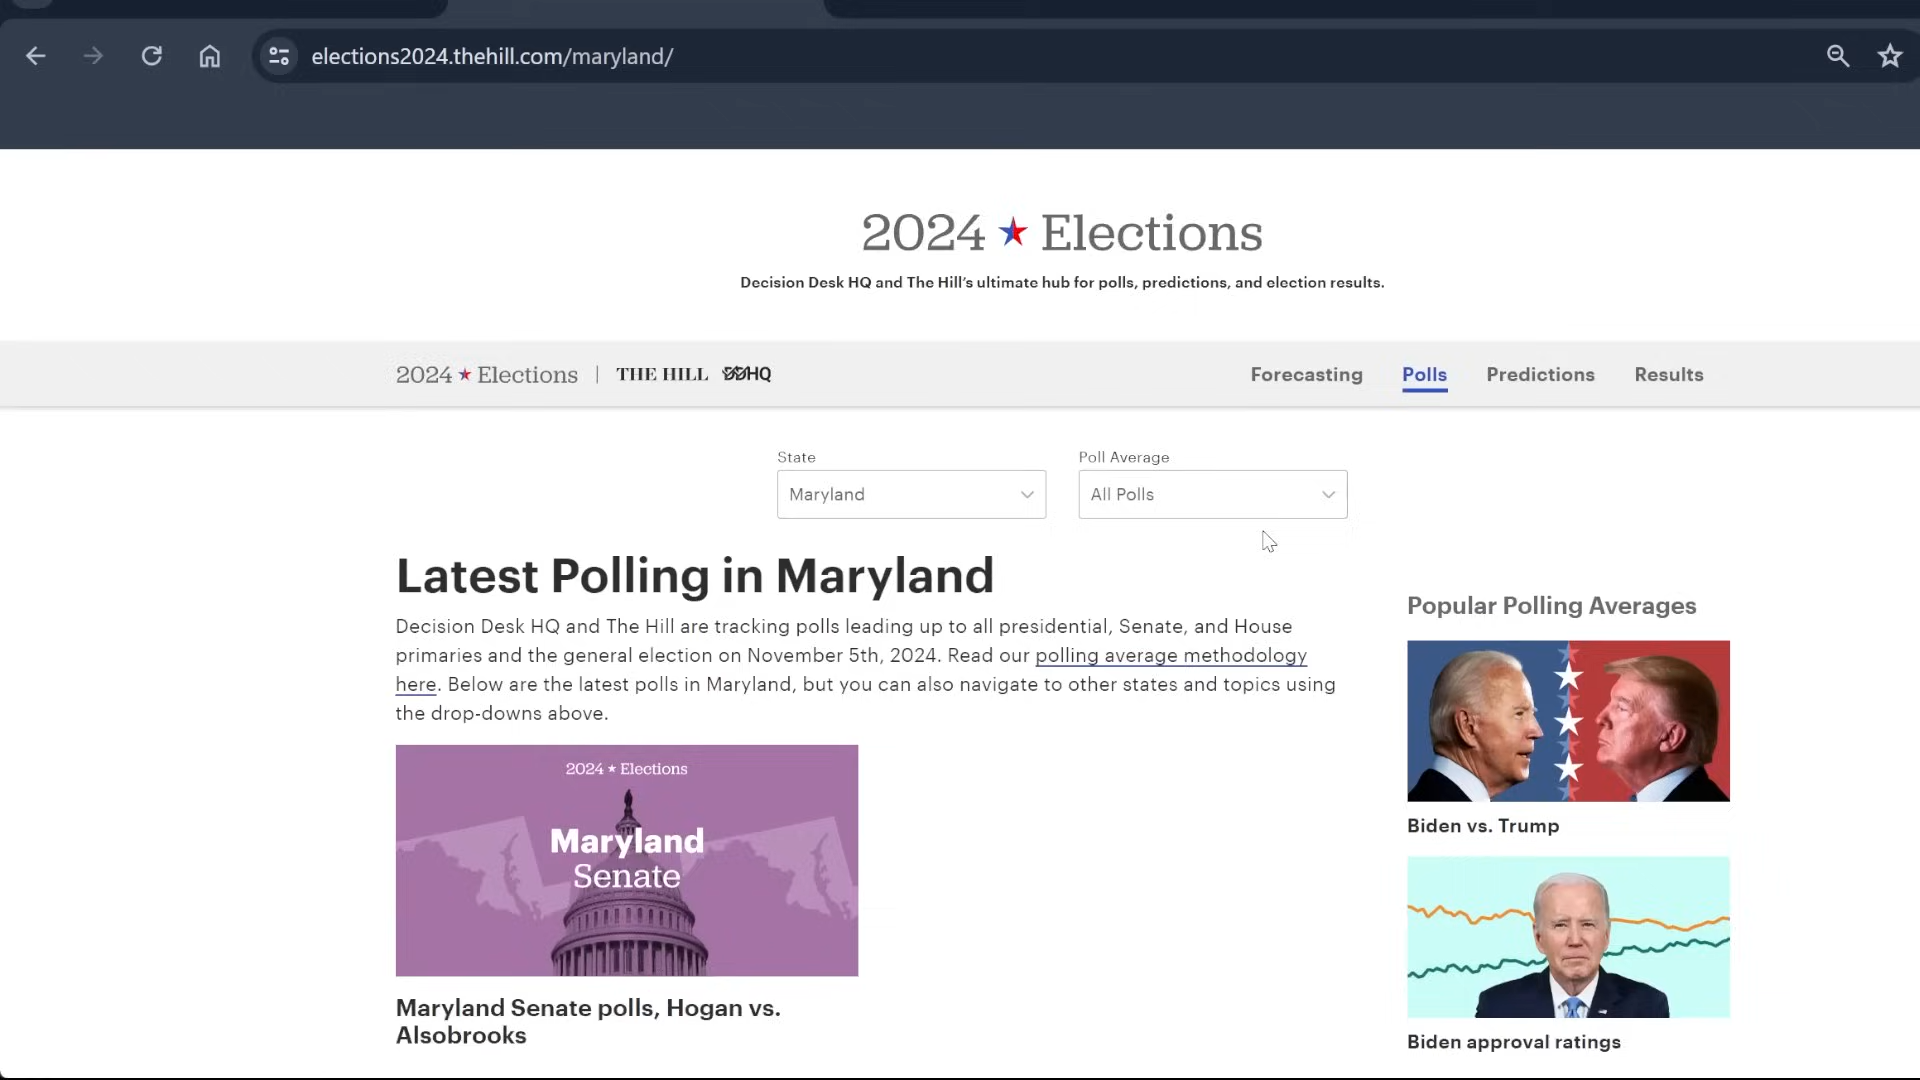 elections2024.thehill.com/maryland/
2024 Elections
Decision Desk HQ and The Hill's ultimate hub for polls, predictions, and election results.
2024 Elections | THE HILL DDHQ
Forecasting Polls Predictions Results
State
Maryland
Poll Average
All Polls
Latest Polling in Maryland
Decision Desk HQ and The Hill are tracking polls leading up to all presidential, Senate, and House
primaries and the general election on November 5th, 2024. Read our polling average methodology
here. Below are the latest polls in Maryland, but you can also navigate to other states and topics using
the drop-downs above.
2024 Elections
Maryland
Senate
Maryland Senate polls, Hogan vs.
Alsobrooks
Popular Polling Averages
Biden vs. Trump
Biden approval ratings